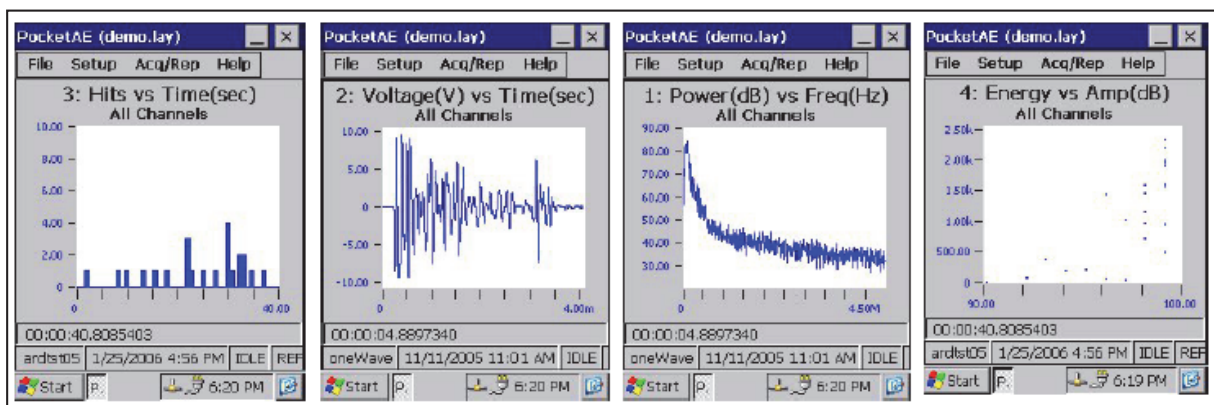 PocketAE (demo.lay)
File Setup Acq/Rep Help
3: Hits vs Time(sec)
All Channels
10.00
8.00
6.00
4.00
2.00
0
0 40.00
00:00:40.8085403
ardtst05 1/25/2006 4:56 PM IDLE REF
Start p. 6:20 PM
PocketAE (demo.lay)
File Setup Acq/Rep Help
2: Voltage(V) vs Time(sec)
All Channels
10.00
5.00
0
-5.00
-10.00
0 4.00m
00:00:04.8897340
oneWave 11/11/2005 11:01 AM IDLE
Start p. 6:20 PM
PocketAE (demo.lay)
File Setup Acq/Rep Help
1: Power(dB) vs Freq(Hz)
All Channels
90.00
80.00
70.00
60.00
50.00
40.00
30.00
0 4.50M
00:00:04.8897340
oneWave 11/11/2005 11:01 AM IDLE
Start p. 6:20 PM
PocketAE (demo.lay)
File Setup Acq/Rep Help
4: Energy vs Amp(dB)
All Channels
2.50k
2.00k
1.50k
1.00k
500.00
0
90.00 100.00
00:00:40.8085403
ardtst05 1/25/2006 4:56 PM IDLE REF
Start p. 6:19 PM